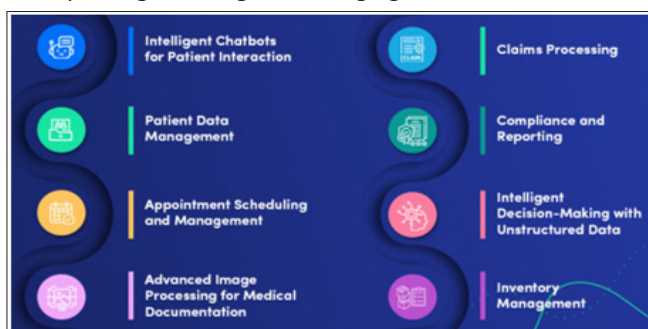 Intelligent Chatbots
for Patient Interaction
Patient Data
Management
Appointment Scheduling
and Management
Advanced Image
Processing for Medical
Documentation
CLAIM
Claims Processing
Compliance and
Reporting
Intelligent
Decision-Making with
Unstructured Data
Inventory
Management